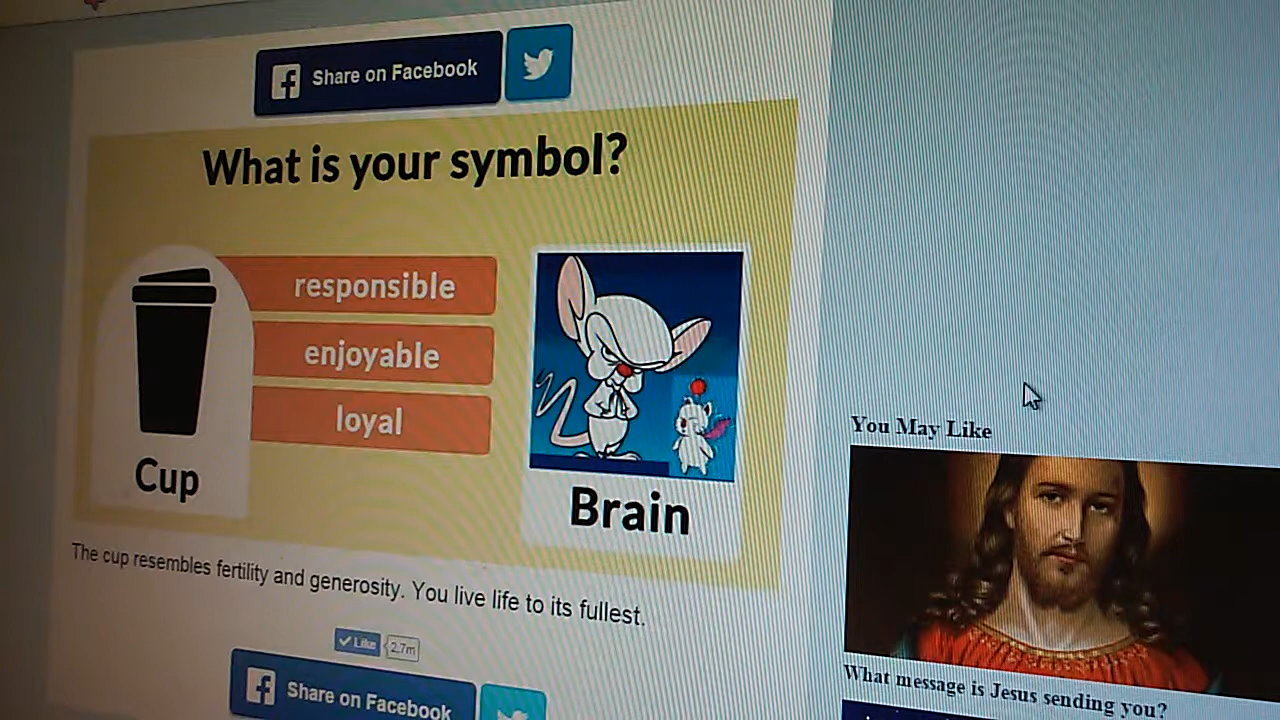 Share on Facebook
What is your symbol?
responsible
enjoyable
loyal
Cup
Brain
The cup resembles fertility and generosity. You live life to its fullest.
Like 2.7m
Share on Facebook
You May Like
What message is Jesus sending you?